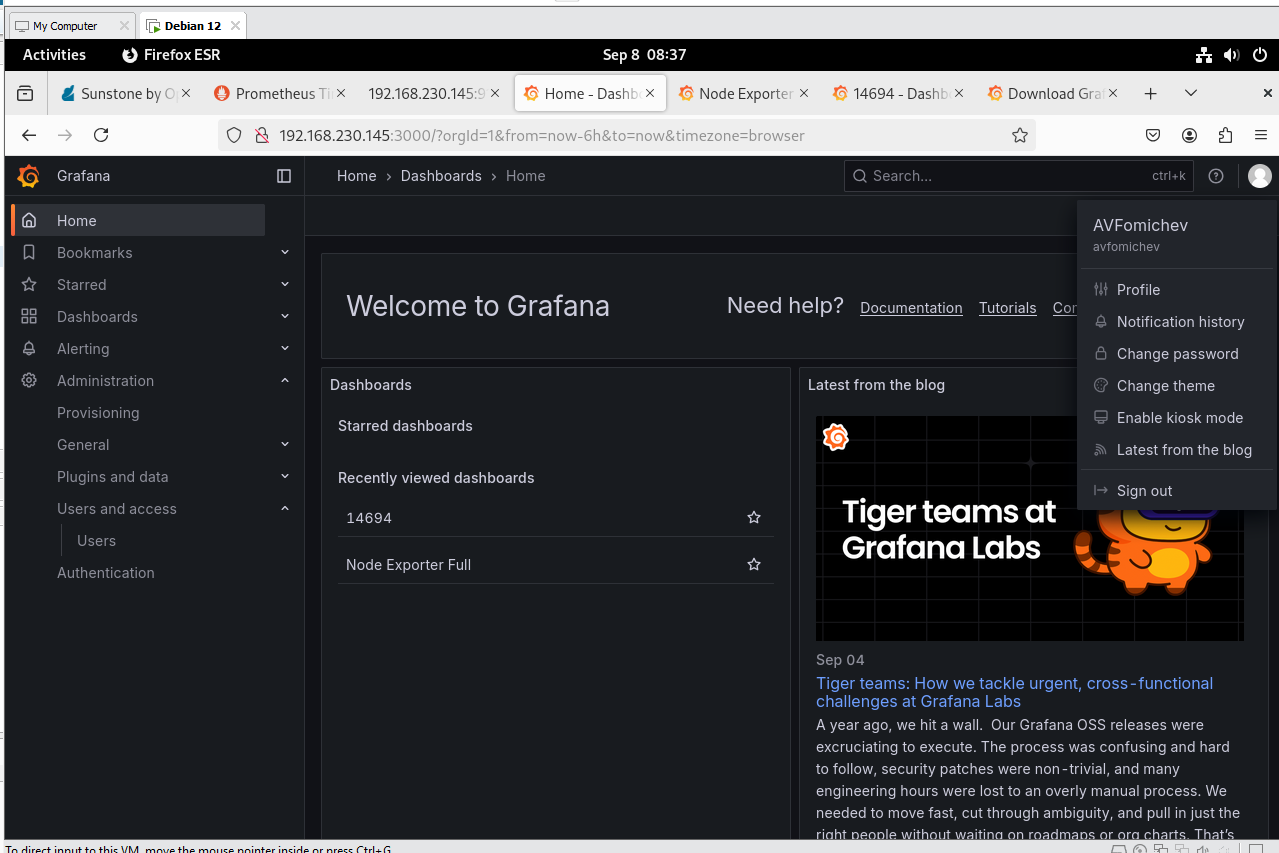 My Computer
Debian 12
Activities
Firefox ESR
Sep 8 08:37
Sunstone by Op
Prometheus Ti
192.168.230.145:9
Home - Dashb
Node Exporter
14694 - Dashb
Download Graf
192.168.230.145:3000/?orgId=1&from=now-6h&to=now&timezone=browser
Grafana
Home
Dashboards
Home
Search...
ctrl+k
Home
Bookmarks
Starred
Dashboards
Alerting
Administration
Provisioning
General
Plugins and data
Users and access
Users
Authentication
AVFomichev
avfomichev
Profile
Notification history
Change password
Change theme
Enable kiosk mode
Latest from the blog
Sign out
Welcome to Grafana
Need help?
Documentation
Tutorials
Dashboards
Starred dashboards
Recently viewed dashboards
14694
Node Exporter Full
Latest from the blog
Tiger teams at
Grafana Labs
Sep 04
Tiger teams: How we tackle urgent, cross-functional
challenges at Grafana Labs
A year ago, we hit a wall. Our Grafana OSS releases were
excruciating to execute. The process was confusing and hard
to follow, security patches were non-trivial, and many
engineering hours were lost to an overly manual process. We
needed to move fast, cut through ambiguity, and pull in just the
right people without waiting on roadmaps or org charts. That's
To direct input to this VM, move the mouse pointer inside or press Ctrl+G.